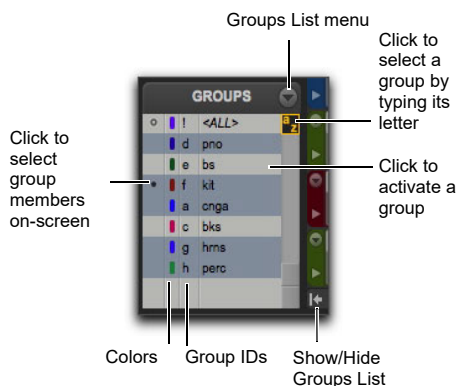 Groups List menu
Click to
select a
group by
typing its
letter
GROUPS
a
z
! <ALL>
d pno
e bs
f kit
a cnga
c bks
g hrns
h perc
Click to
select
group
members
on-screen
Click to
activate a
group
Colors
Group IDs
Show/Hide
Groups List